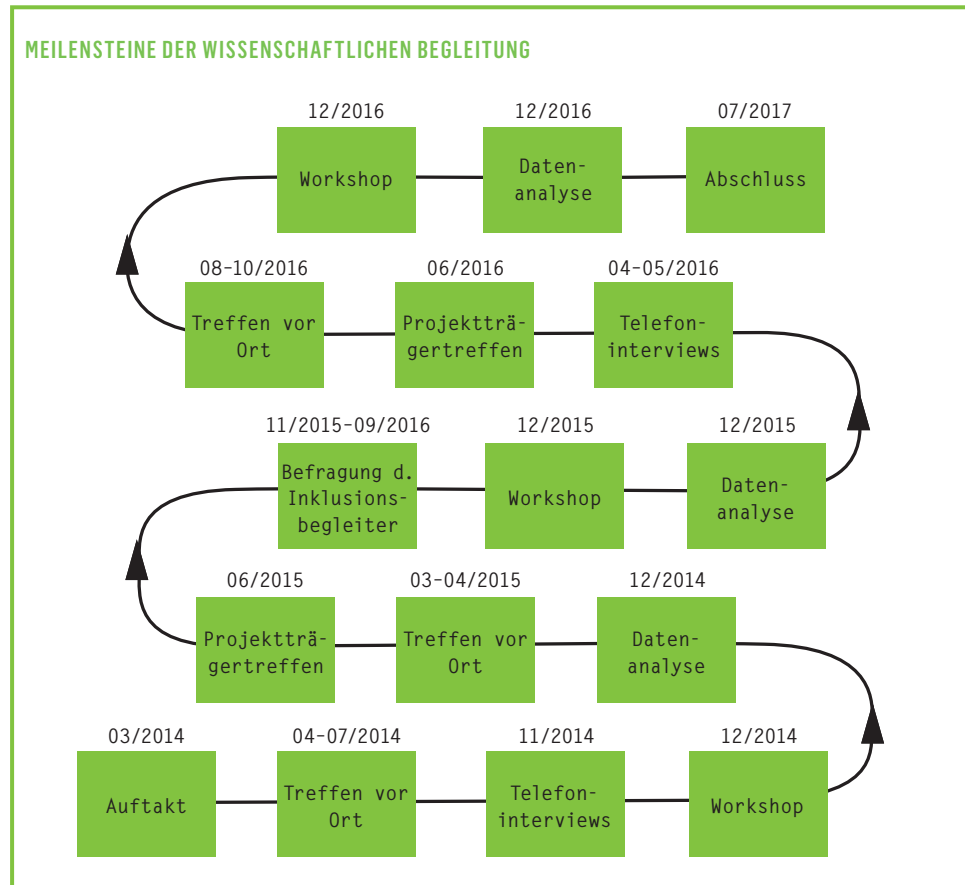 MEILENSTEINE DER WISSENSCHAFTLICHEN BEGLEITUNG
12/2016
Workshop
12/2016
Daten-
analyse
07/2017
Abschluss
08–10/2016
Treffen vor
Ort
06/2016
Projektträ-
gertreffen
04–05/2016
Telefon-
interviews
11/2015–09/2016
Befragung d.
Inklusions-
begleiter
12/2015
Workshop
12/2015
Daten-
analyse
06/2015
Projektträ-
gertreffen
03–04/2015
Treffen vor
Ort
12/2014
Daten-
analyse
03/2014
Auftakt
04–07/2014
Treffen vor
Ort
11/2014
Telefon-
interviews
12/2014
Workshop